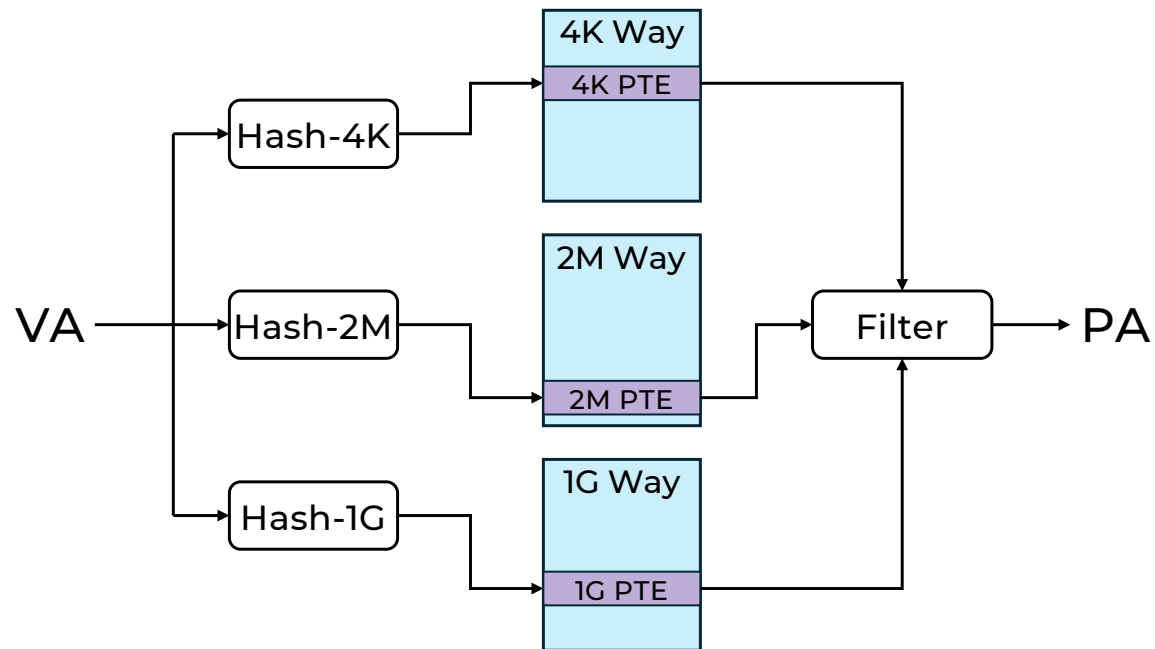 4K Way
4K PTE
Hash-4K
2M Way
VA
Hash-2M
Filter
PA
2M PTE
1G Way
Hash-1G
1G PTE